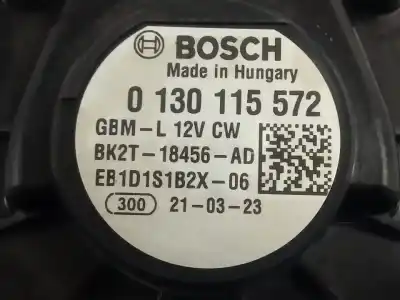 BOSCH
Made in Hungary
0 130 115 572
GBM-L 12V CW
BK2T-18456-AD
EB1D1S1B2X-06
300 21-03-23